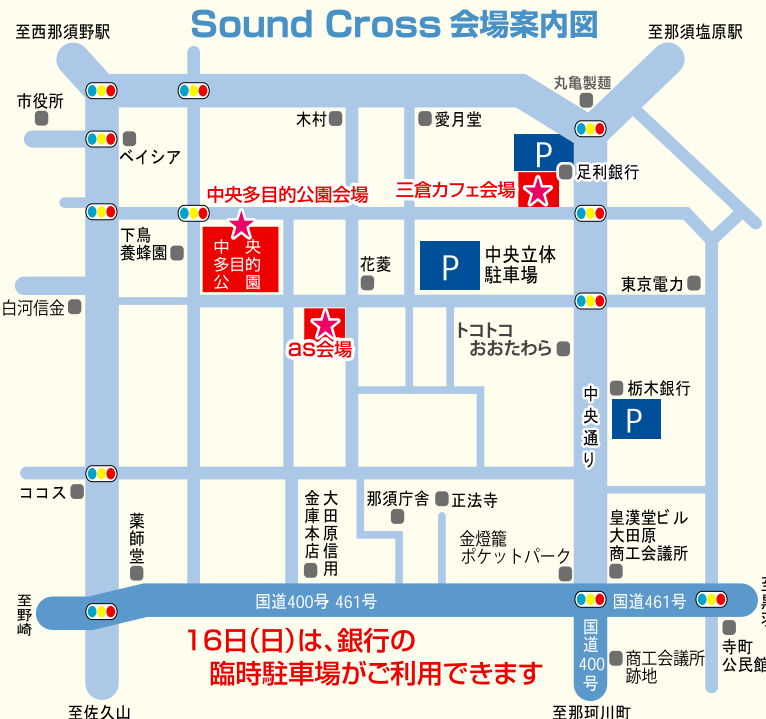 Sound Cross 会場案内図
至西那須野駅
至那須塩原駅
市役所
ベイシア
木村
愛月堂
丸亀製麺
P
足利銀行
中央多目的公園会場
三倉カフェ会場
下鳥
養蜂園
中 央
多目的
公 園
花菱
P
中央立体
駐車場
東京電力
白河信金
as会場
トコトコ
おおたわら
中央通り
栃木銀行
P
ココス
薬師堂
大田原信用
金庫本店
那須庁舎
正法寺
金燈籠
ポケットパーク
皇漢堂ビル
大田原
商工会議所
至野崎
国道400号 461号
国道461号
国道400号
寺町
公民館
商工会議所
跡地
16日(日)は、銀行の
臨時駐車場がご利用できます
至佐久山
至那珂川町